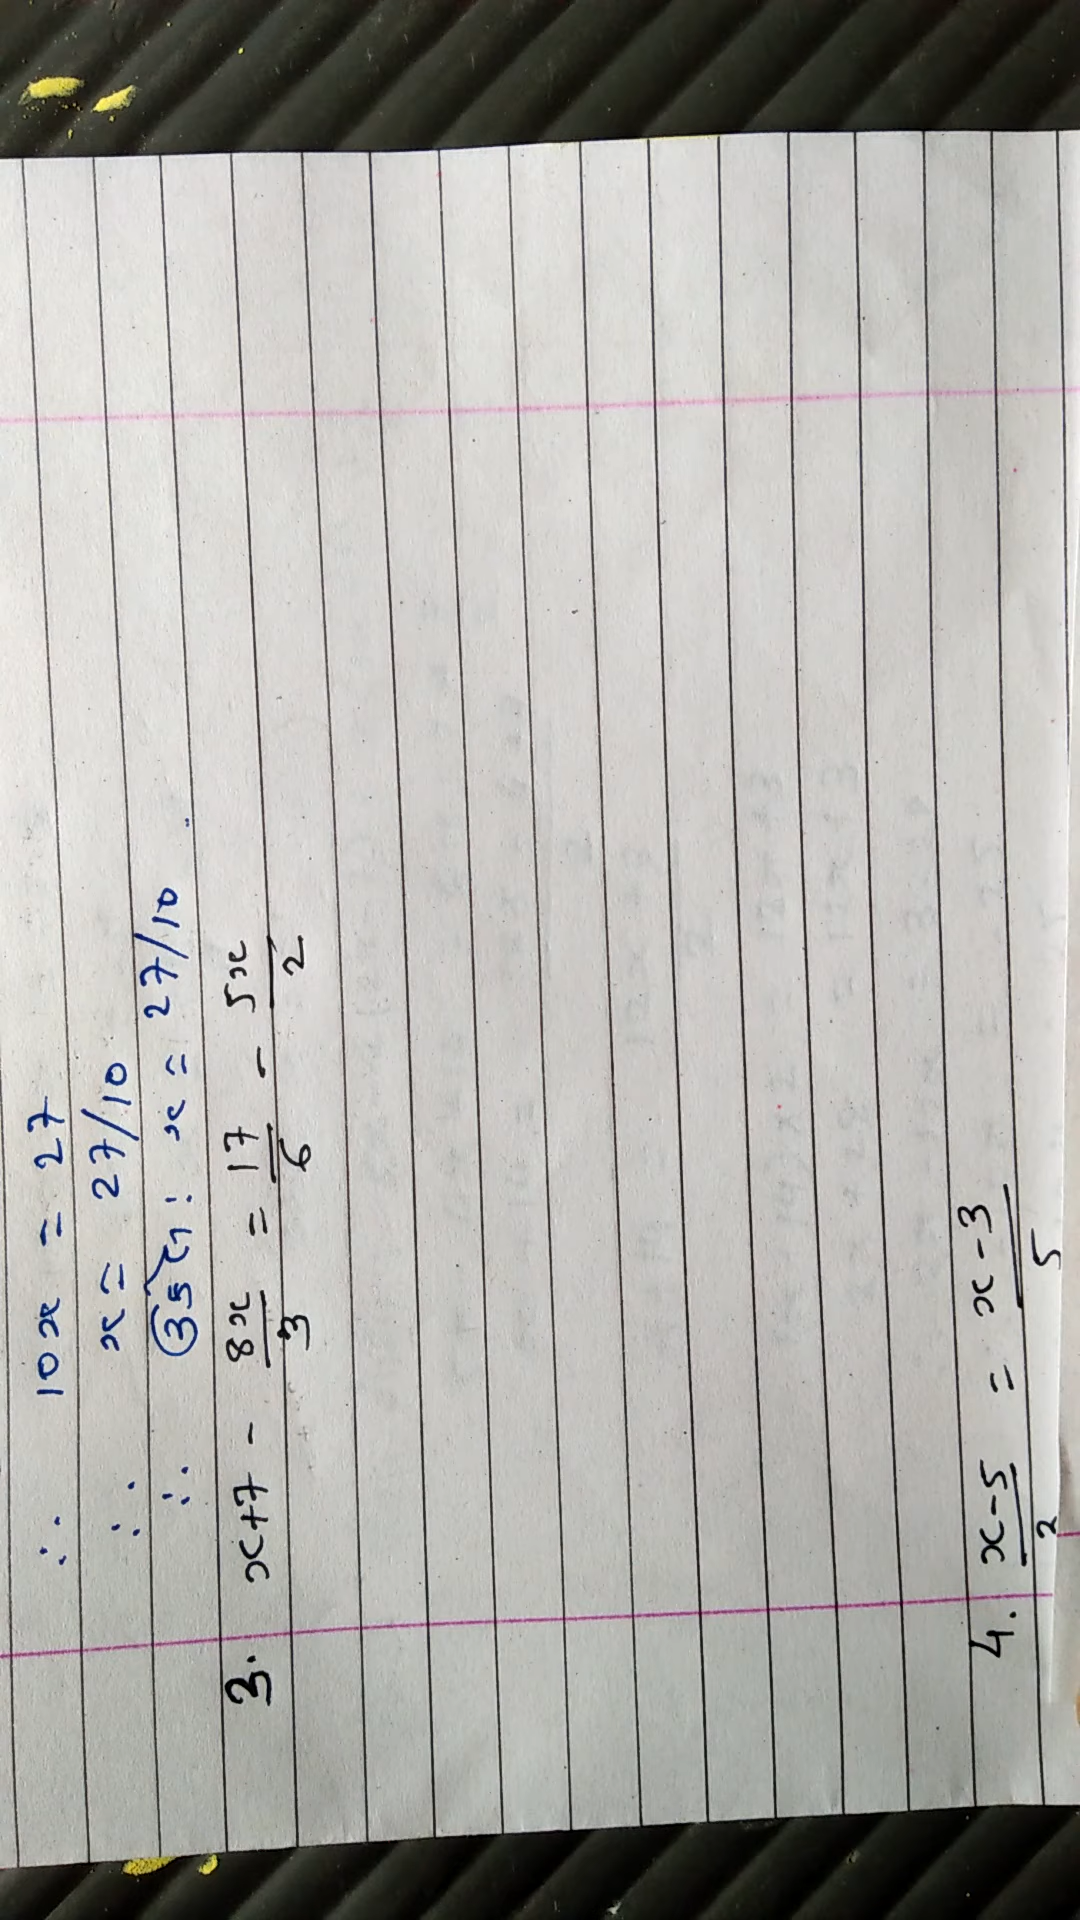 ∴ 10x = 27
∴ x = 27/10
∴ উঃ : x = 27/10
3. x+7 - 8x/3 = 17/6 - 5x/2
4. x-5/2 = x-3/5